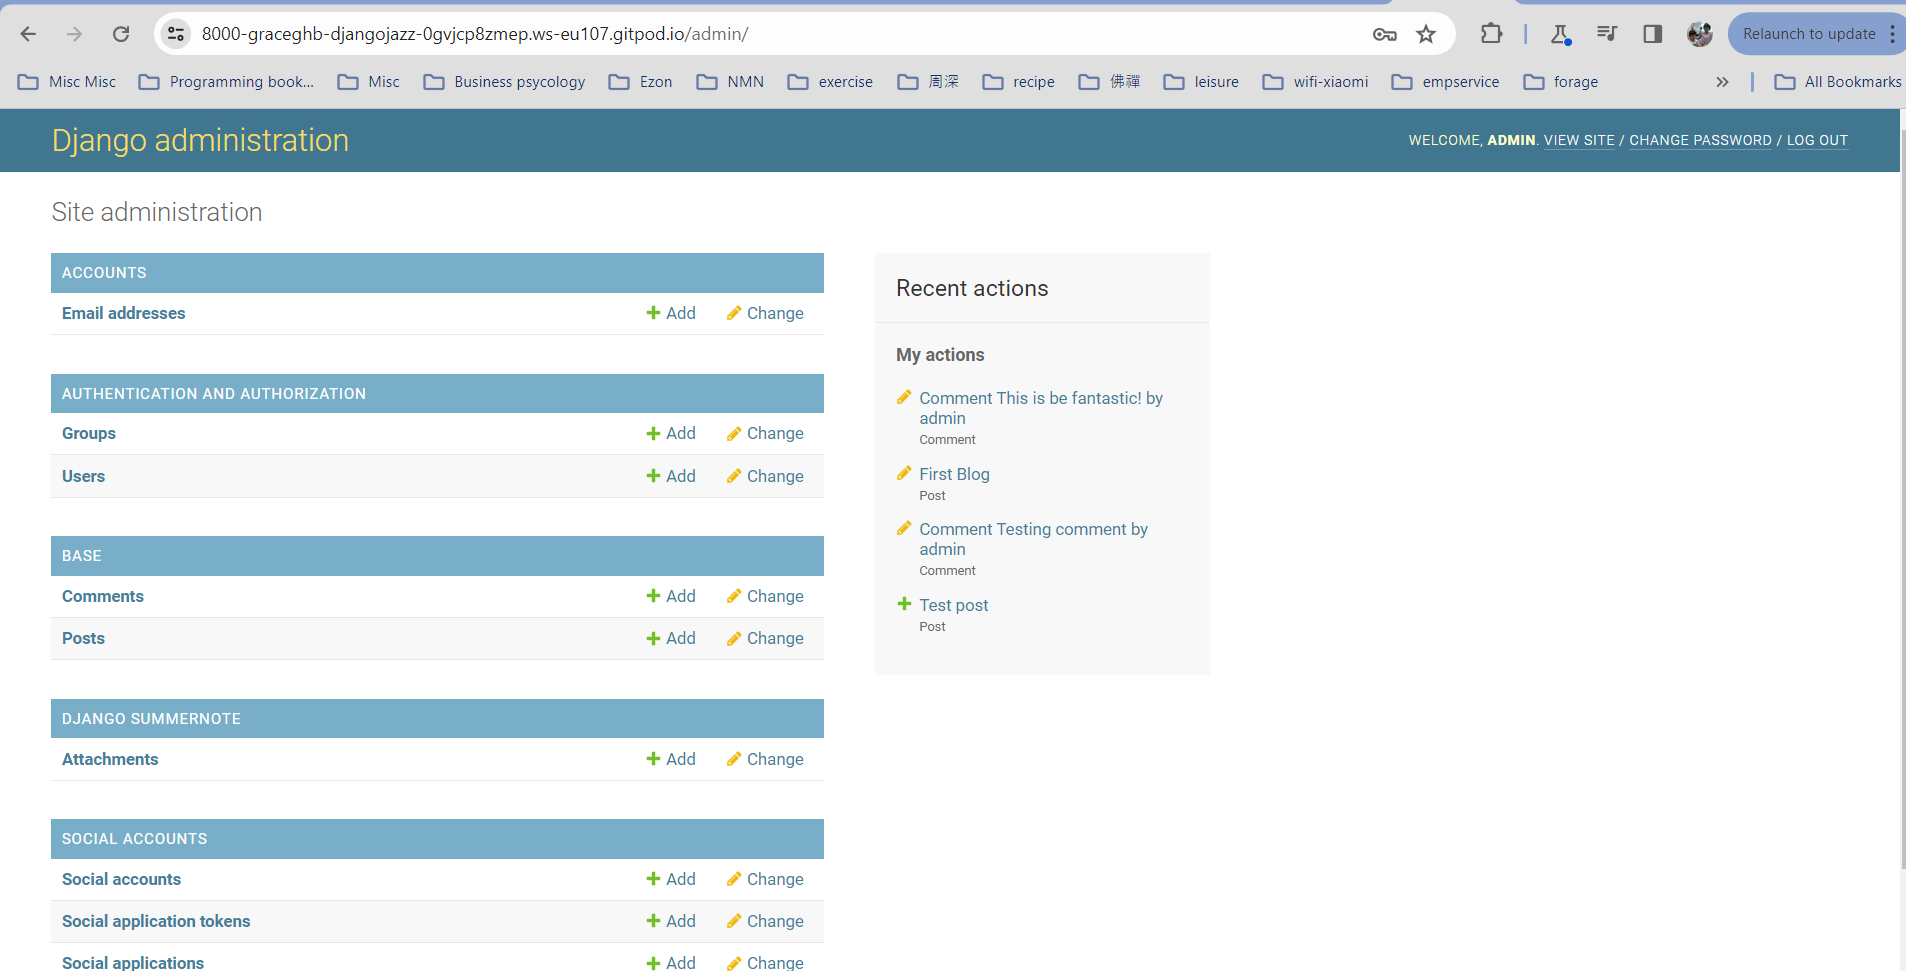 8000-graceghb-djangojazz-0gvjcp8zmep.ws-eu107.gitpod.io/admin/
Relaunch to update
Misc Misc Programming book... Misc Business psycology Ezon NMN exercise 周深 recipe 佛禪 leisure wifi-xiaomi empservice forage » All Bookmarks
Django administration
WELCOME, ADMIN. VIEW SITE / CHANGE PASSWORD / LOG OUT
Site administration
ACCOUNTS
Email addresses Add Change
AUTHENTICATION AND AUTHORIZATION
Groups Add Change
Users Add Change
BASE
Comments Add Change
Posts Add Change
DJANGO SUMMERNOTE
Attachments Add Change
SOCIAL ACCOUNTS
Social accounts Add Change
Social application tokens Add Change
Social applications Add Change
Recent actions
My actions
Comment This is be fantastic! by
admin
Comment
First Blog
Post
Comment Testing comment by
admin
Comment
Test post
Post